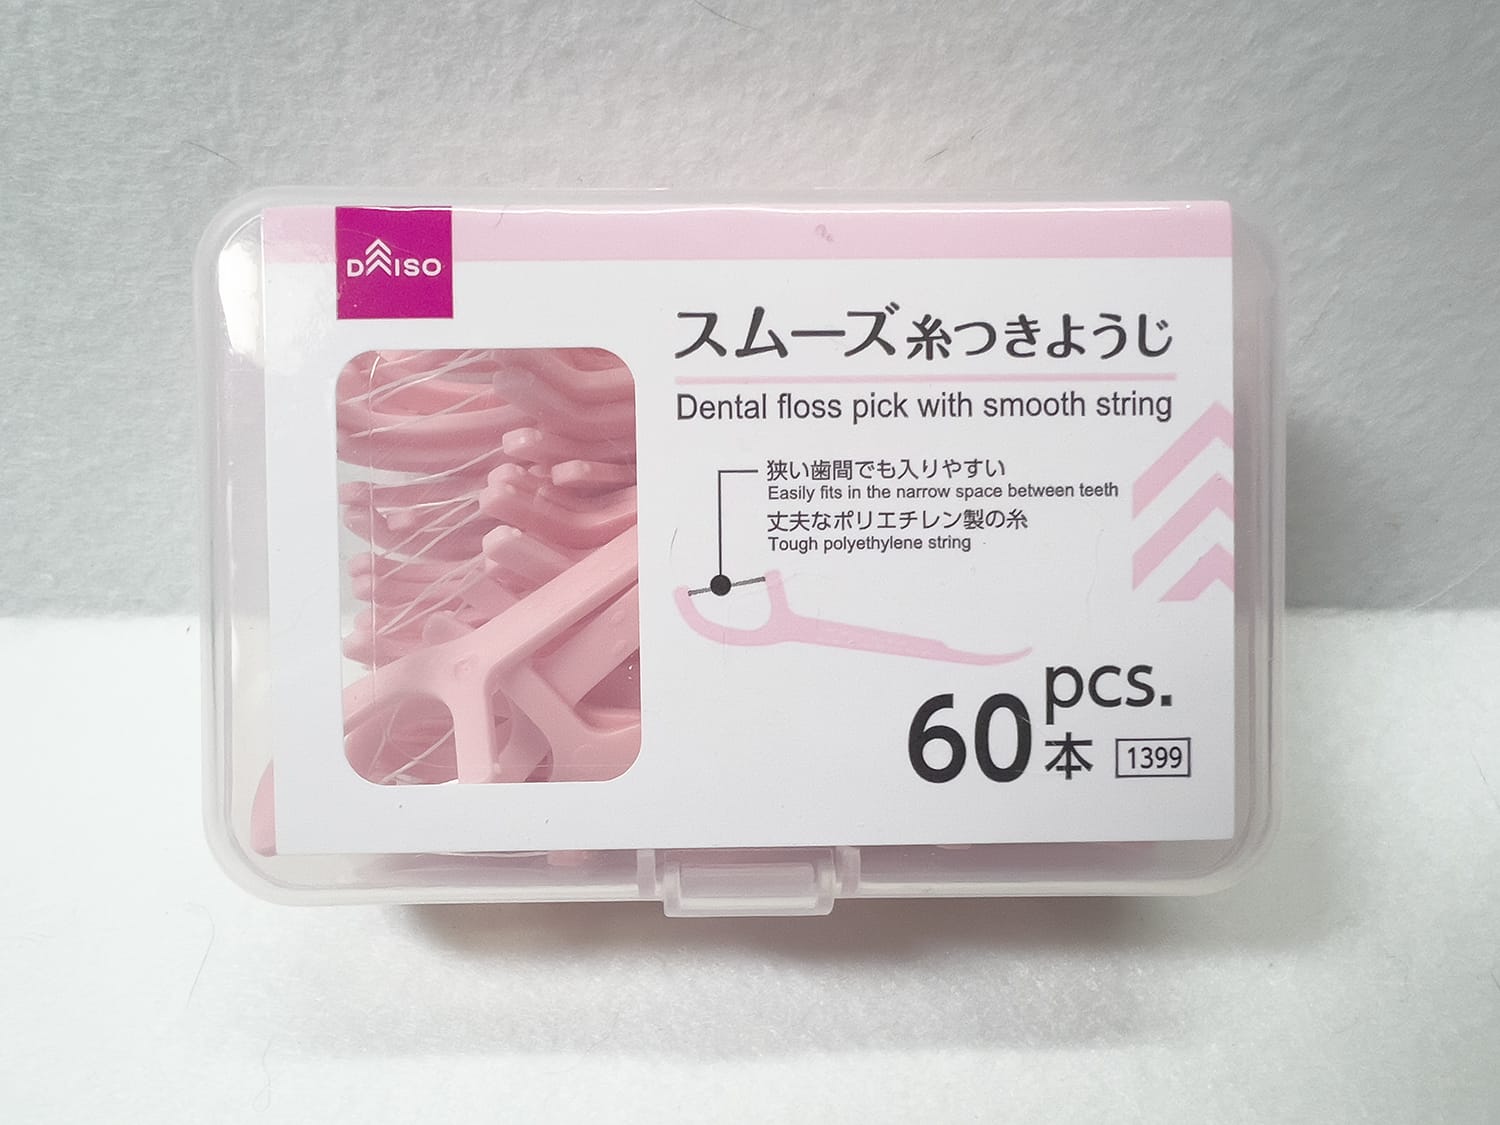 DAISO
スムーズ糸つきようじ
Dental floss pick with smooth string
狭い歯間でも入りやすい
Easily fits in the narrow space between teeth
丈夫なポリエチレン製の糸
Tough polyethylene string
60 pcs.
本 1399